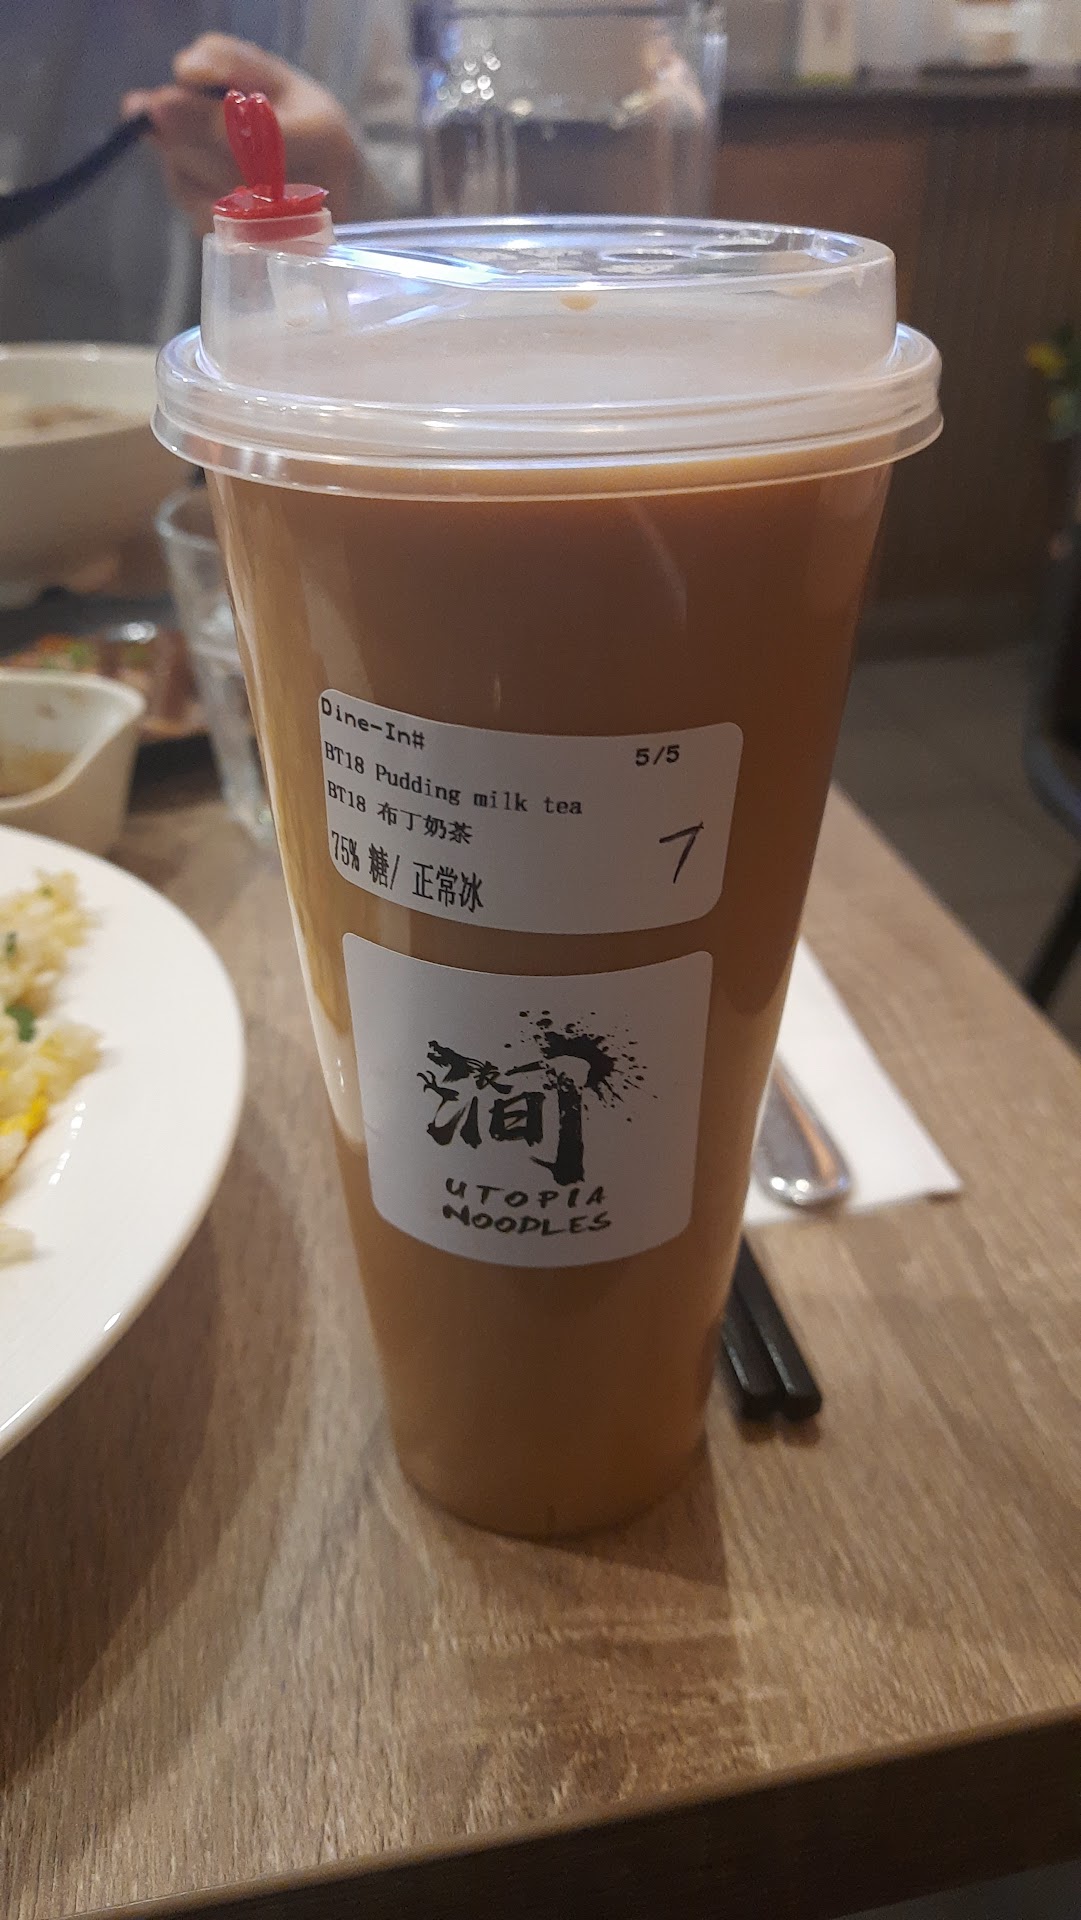 Dine-In#
5/5
BT18 Pudding milk tea
BT18 布丁奶茶
7
75% 糖/ 正常冰
UTOPIA
NOODLES